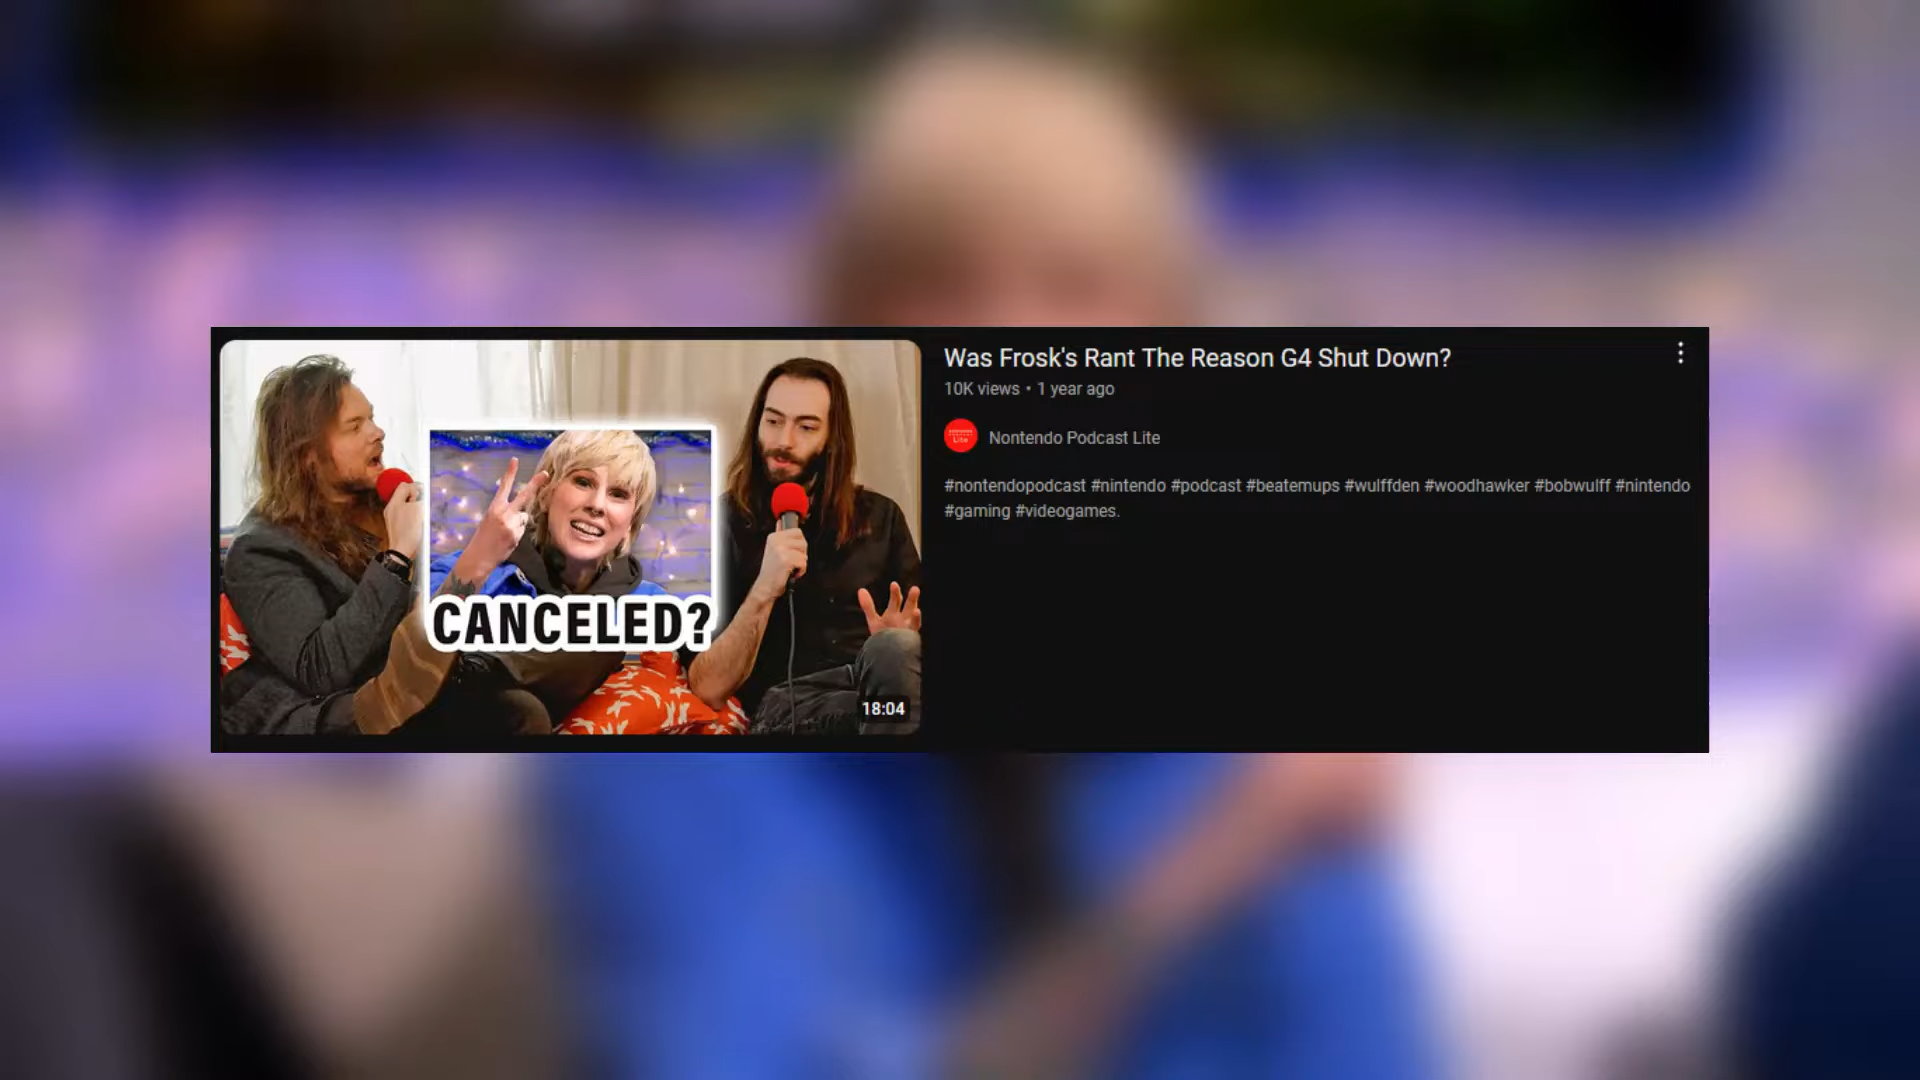 Was Frosk's Rant The Reason G4 Shut Down?
10K views • 1 year ago
Lite
Nontendo Podcast Lite
#nontendopodcast #nintendo #podcast #beatemups #wulffden #woodhawker #bobwulff #nintendo
#gaming #videogames.
CANCELED?
18:04